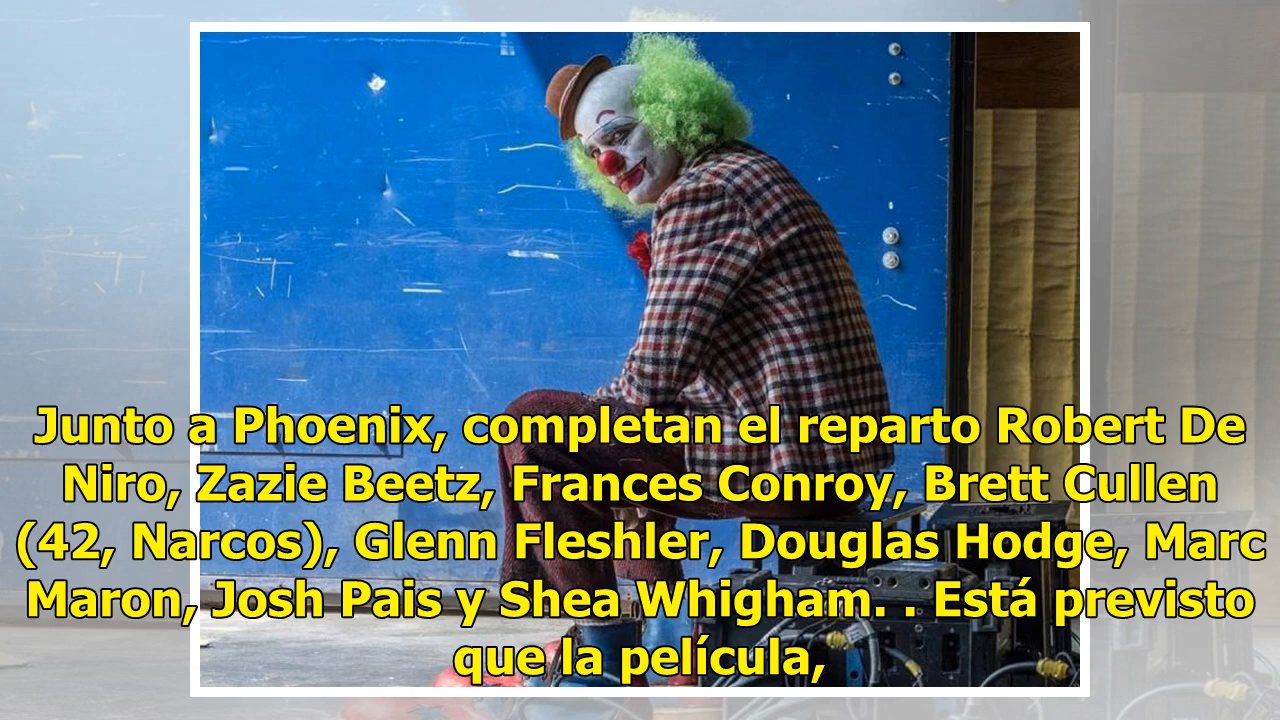 Junto a Phoenix, completan el reparto Robert De
Niro, Zazie Beetz, Frances Conroy, Brett Cullen
(42, Narcos), Glenn Fleshler, Douglas Hodge, Marc
Maron, Josh Pais y Shea Whigham. . Está previsto
que la película,